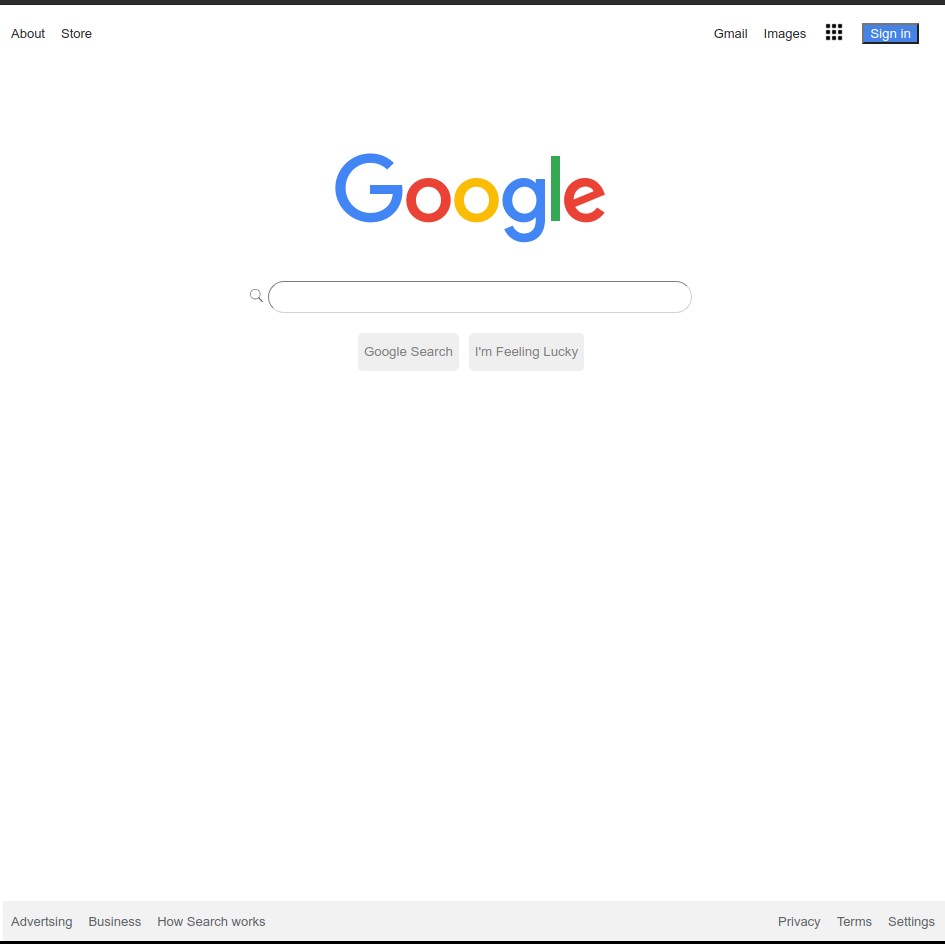 About Store Gmail Images Sign in
Google
Google Search I'm Feeling Lucky
Advertsing Business How Search works Privacy Terms Settings